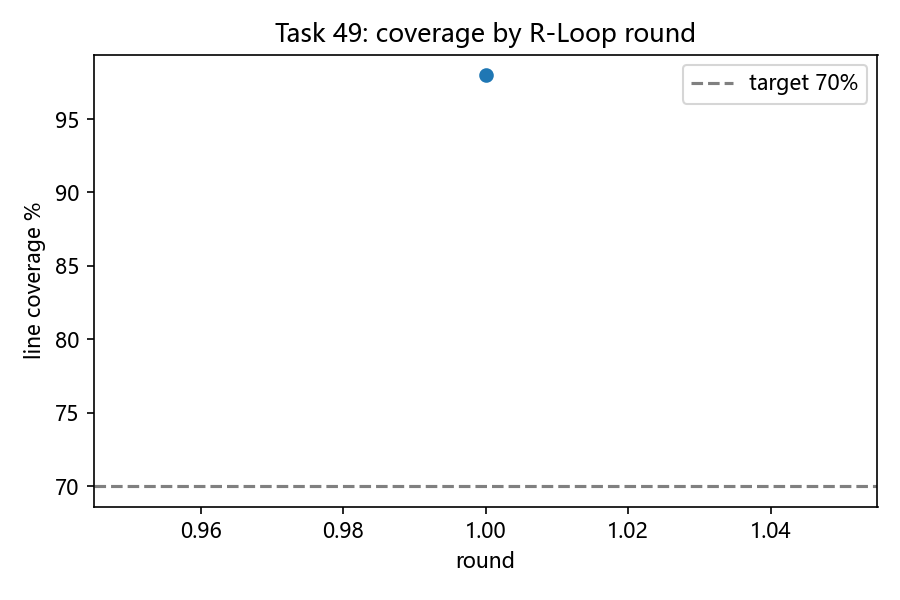 Task 49: coverage by R-Loop round
target 70%
line coverage %
95
90
85
80
75
70
0.96 0.98 1.00 1.02 1.04
round